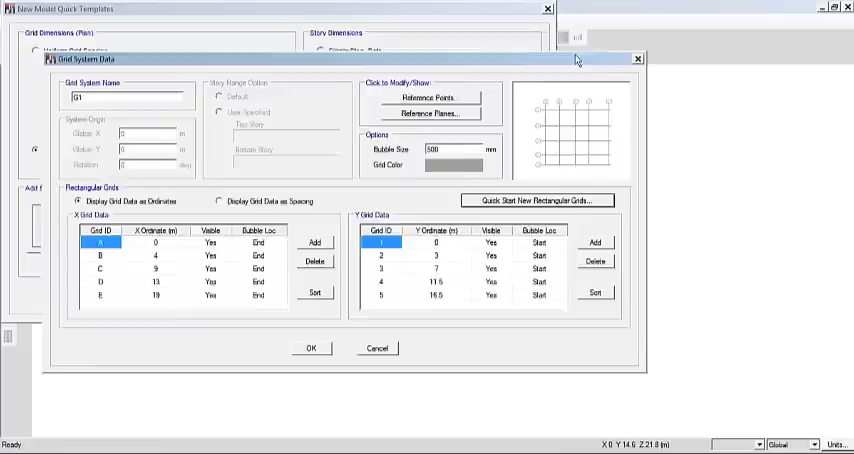 New Model Quick Templates
Grid Dimensions (Plan)
Story Dimensions
Grid System Data
Grid System Name
G1
System Origin
Global X 0 m
Global Y 0 m
Rotation 0 deg
Story Range Option
Default
User Specified
Top Story
Bottom Story
Click to Modify/Show:
Reference Points...
Reference Planes...
Options
Bubble Size 500 mm
Grid Color
Rectangular Grids
Display Grid Data as Ordinates
Display Grid Data as Spacing
Quick Start New Rectangular Grids...
X Grid Data
Grid ID X Ordinate (m) Visible Bubble Loc
A 0 Yes End
B 4 Yes End
C 9 Yes End
D 13 Yes End
E 19 Yes End
Add
Delete
Sort
Y Grid Data
Grid ID Y Ordinate (m) Visible Bubble Loc
1 0 Yes Start
2 3 Yes Start
3 7 Yes Start
4 11.5 Yes Start
5 16.5 Yes Start
Add
Delete
Sort
OK
Cancel
Ready
X 0 Y 14.6 Z 21.8 (m)
Global
Units...